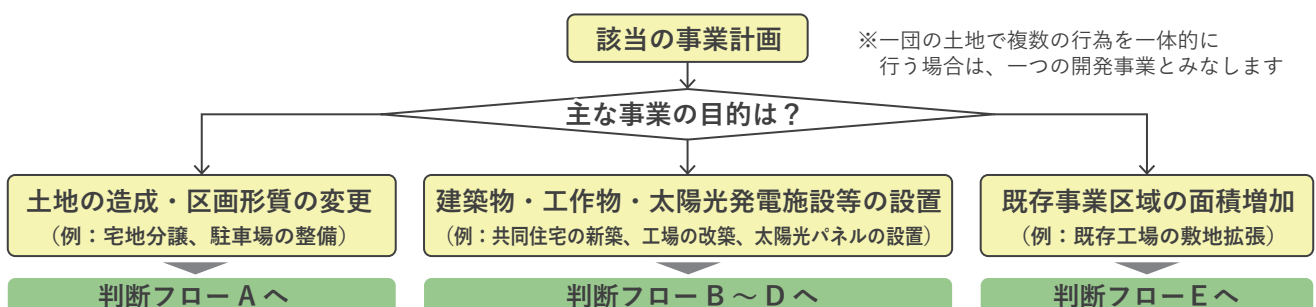 該当の事業計画
※一団の土地で複数の行為を一体的に
行う場合は、一つの開発事業とみなします
主な事業の目的は？
土地の造成・区画形質の変更
（例：宅地分譲、駐車場の整備）
判断フロー A へ
建築物・工作物・太陽光発電施設等の設置
（例：共同住宅の新築、工場の改築、太陽光パネルの設置）
判断フロー B ～ D へ
既存事業区域の面積増加
（例：既存工場の敷地拡張）
判断フロー E へ